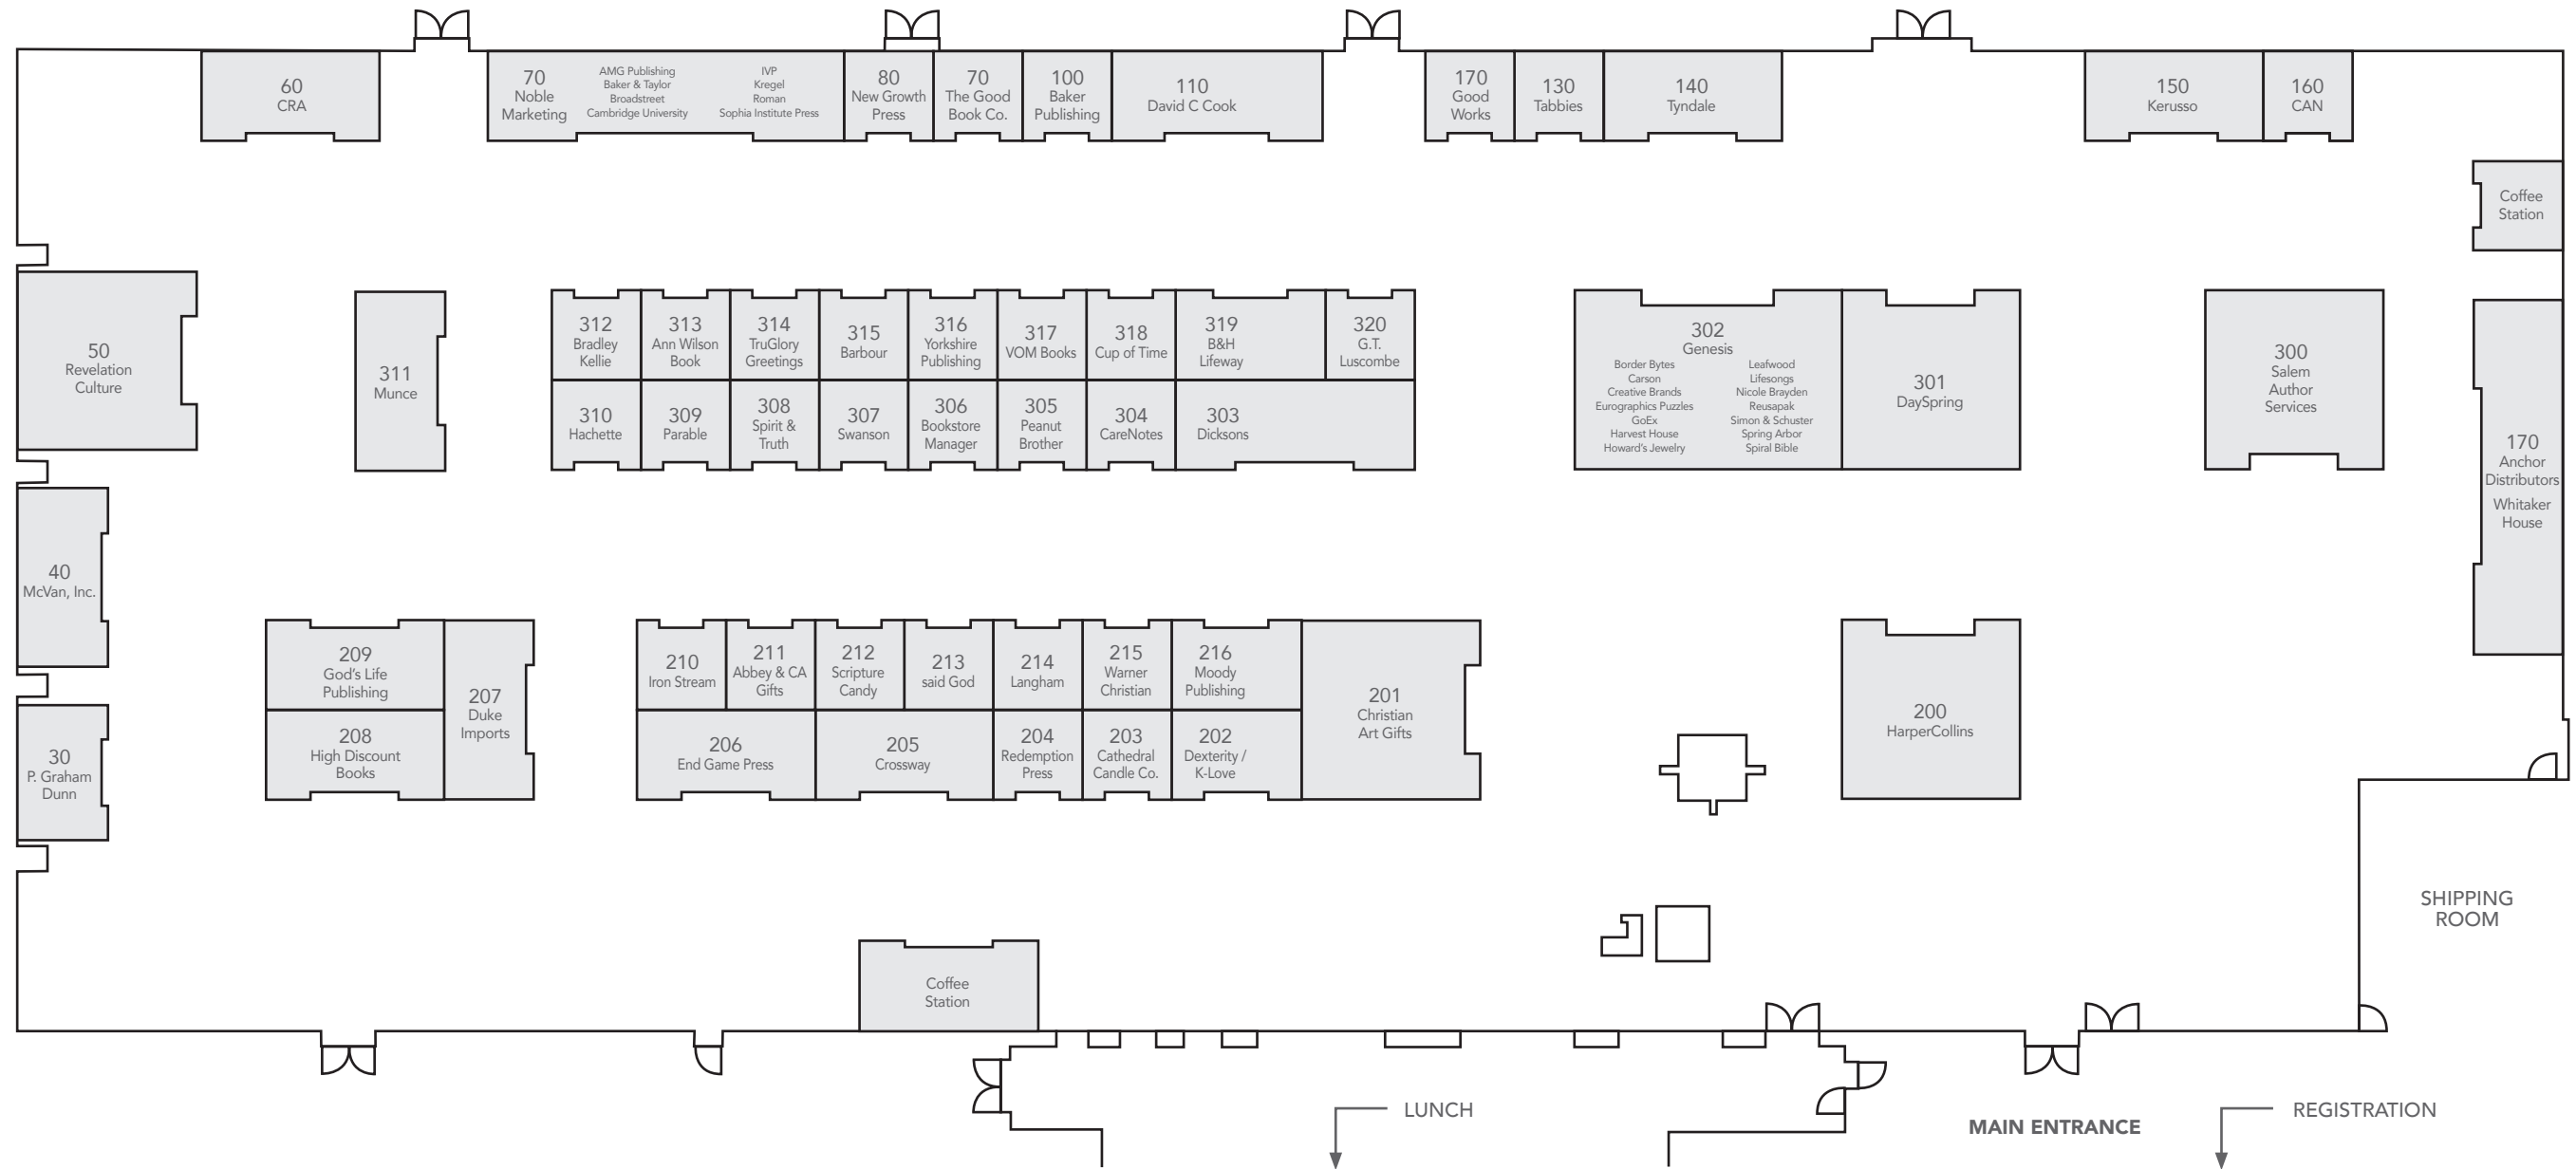 60
CRA
70
Noble
Marketing
AMG Publishing
Baker & Taylor
Broadstreet
Cambridge University
IVP
Kregel
Roman
Sophia Institute Press
80
New Growth
Press
70
The Good
Book Co.
100
Baker
Publishing
110
David C Cook
170
Good
Works
130
Tabbies
140
Tyndale
150
Kerusso
160
CAN
Coffee
Station
50
Revelation
Culture
311
Munce
312
Bradley
Kellie
313
Ann Wilson
Book
314
TruGlory
Greetings
315
Barbour
316
Yorkshire
Publishing
317
VOM Books
318
Cup of Time
319
B&H
Lifeway
320
G.T.
Luscombe
310
Hachette
309
Parable
308
Spirit &
Truth
307
Swanson
306
Bookstore
Manager
305
Peanut
Brother
304
CareNotes
303
Dicksons
302
Genesis
Border Bytes
Carson
Creative Brands
Eurographics Puzzles
GoEx
Harvest House
Howard's Jewelry
Leafwood
Lifesongs
Nicole Brayden
Reusapak
Simon & Schuster
Spring Arbor
Spiral Bible
301
DaySpring
300
Salem
Author
Services
170
Anchor
Distributors
Whitaker
House
40
McVan, Inc.
30
P. Graham
Dunn
209
God's Life
Publishing
208
High Discount
Books
207
Duke
Imports
210
Iron Stream
211
Abbey & CA
Gifts
212
Scripture
Candy
213
said God
214
Langham
215
Warner
Christian
216
Moody
Publishing
206
End Game Press
205
Crossway
204
Redemption
Press
203
Cathedral
Candle Co.
202
Dexterity /
K-Love
201
Christian
Art Gifts
200
HarperCollins
SHIPPING
ROOM
Coffee
Station
LUNCH
MAIN ENTRANCE
REGISTRATION